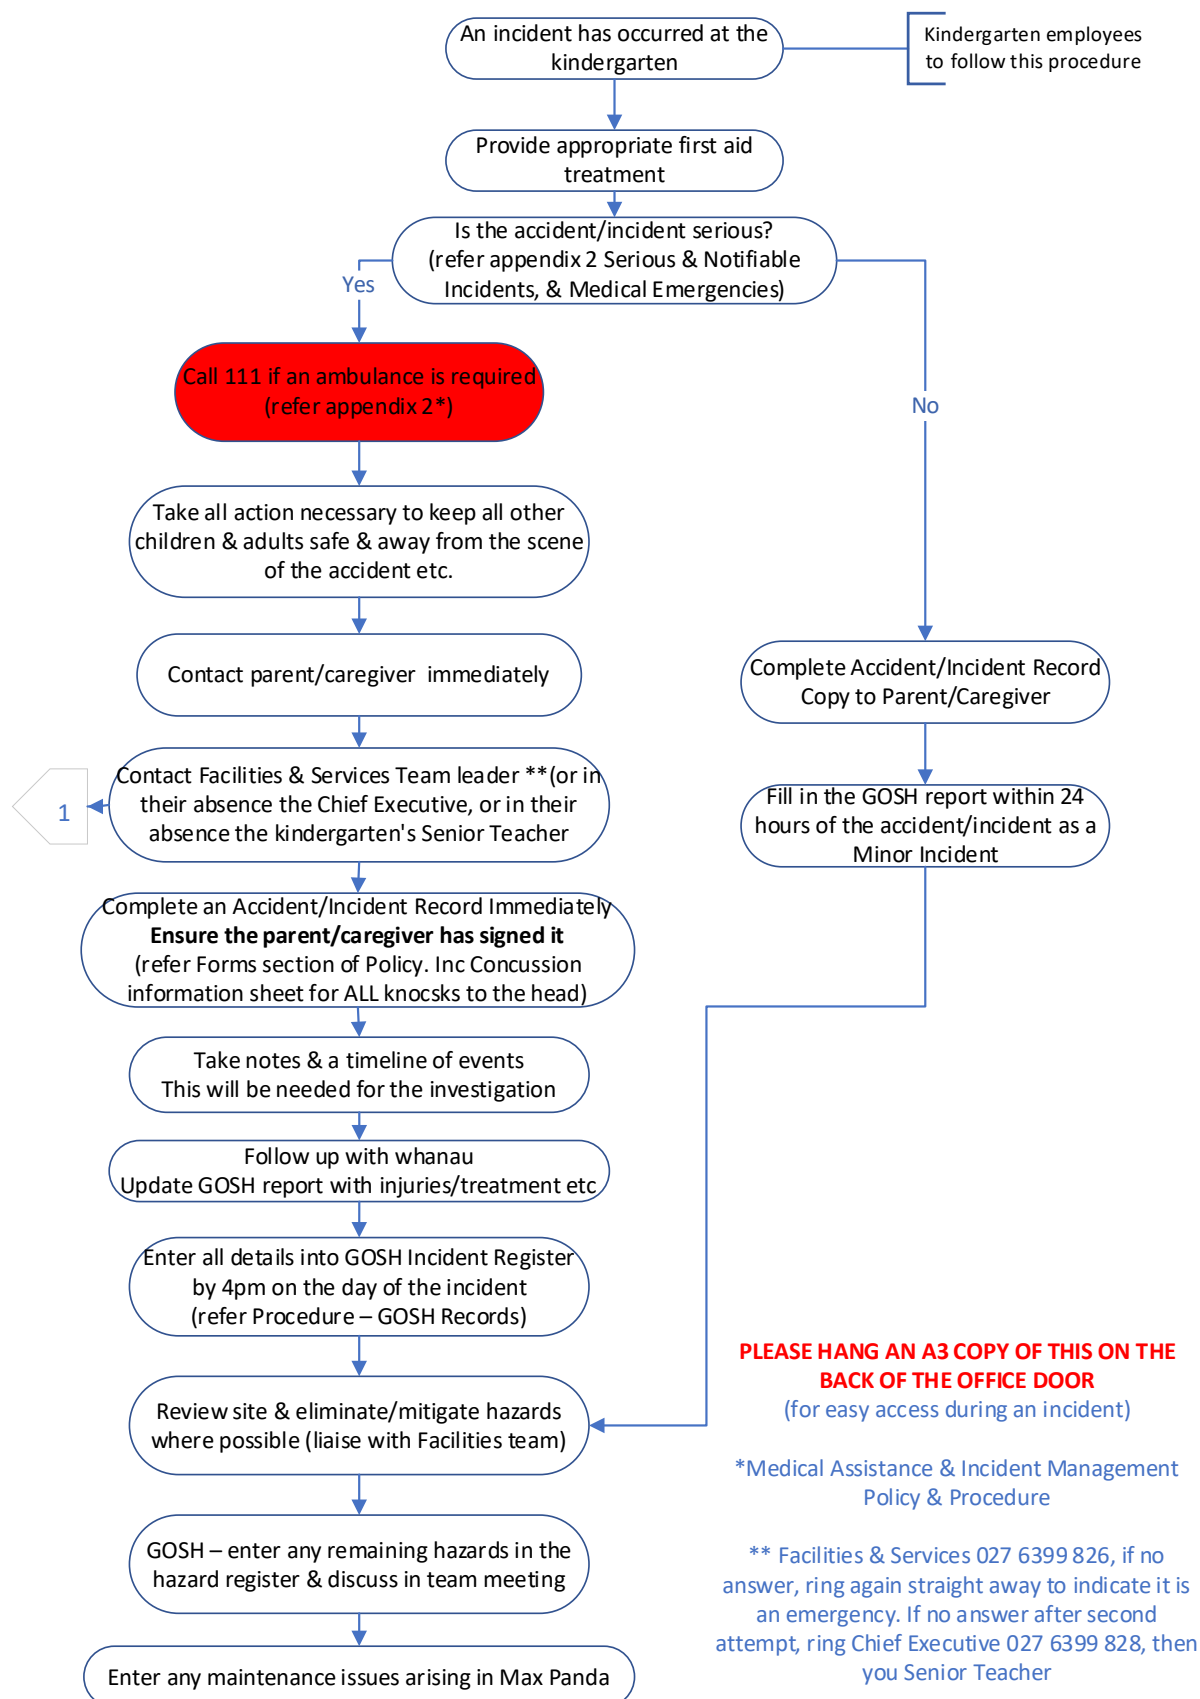 An incident has occurred at the
kindergarten
Kindergarten employees
to follow this procedure
Provide appropriate first aid
treatment
Is the accident/incident serious?
(refer appendix 2 Serious & Notifiable
Incidents, & Medical Emergencies)
Yes
No
Call 111 if an ambulance is required
(refer appendix 2*)
Take all action necessary to keep all other
children & adults safe & away from the scene
of the accident etc.
Contact parent/caregiver immediately
Contact Facilities & Services Team leader **(or in
their absence the Chief Executive, or in their
absence the kindergarten's Senior Teacher
1
Complete an Accident/Incident Record Immediately
Ensure the parent/caregiver has signed it
(refer Forms section of Policy. Inc Concussion
information sheet for ALL knocsks to the head)
Take notes & a timeline of events
This will be needed for the investigation
Follow up with whanau
Update GOSH report with injuries/treatment etc
Enter all details into GOSH Incident Register
by 4pm on the day of the incident
(refer Procedure – GOSH Records)
Complete Accident/Incident Record
Copy to Parent/Caregiver
Fill in the GOSH report within 24
hours of the accident/incident as a
Minor Incident
Review site & eliminate/mitigate hazards
where possible (liaise with Facilities team)
GOSH – enter any remaining hazards in the
hazard register & discuss in team meeting
Enter any maintenance issues arising in Max Panda
PLEASE HANG AN A3 COPY OF THIS ON THE
BACK OF THE OFFICE DOOR
(for easy access during an incident)
*Medical Assistance & Incident Management
Policy & Procedure
** Facilities & Services 027 6399 826, if no
answer, ring again straight away to indicate it is
an emergency. If no answer after second
attempt, ring Chief Executive 027 6399 828, then
you Senior Teacher